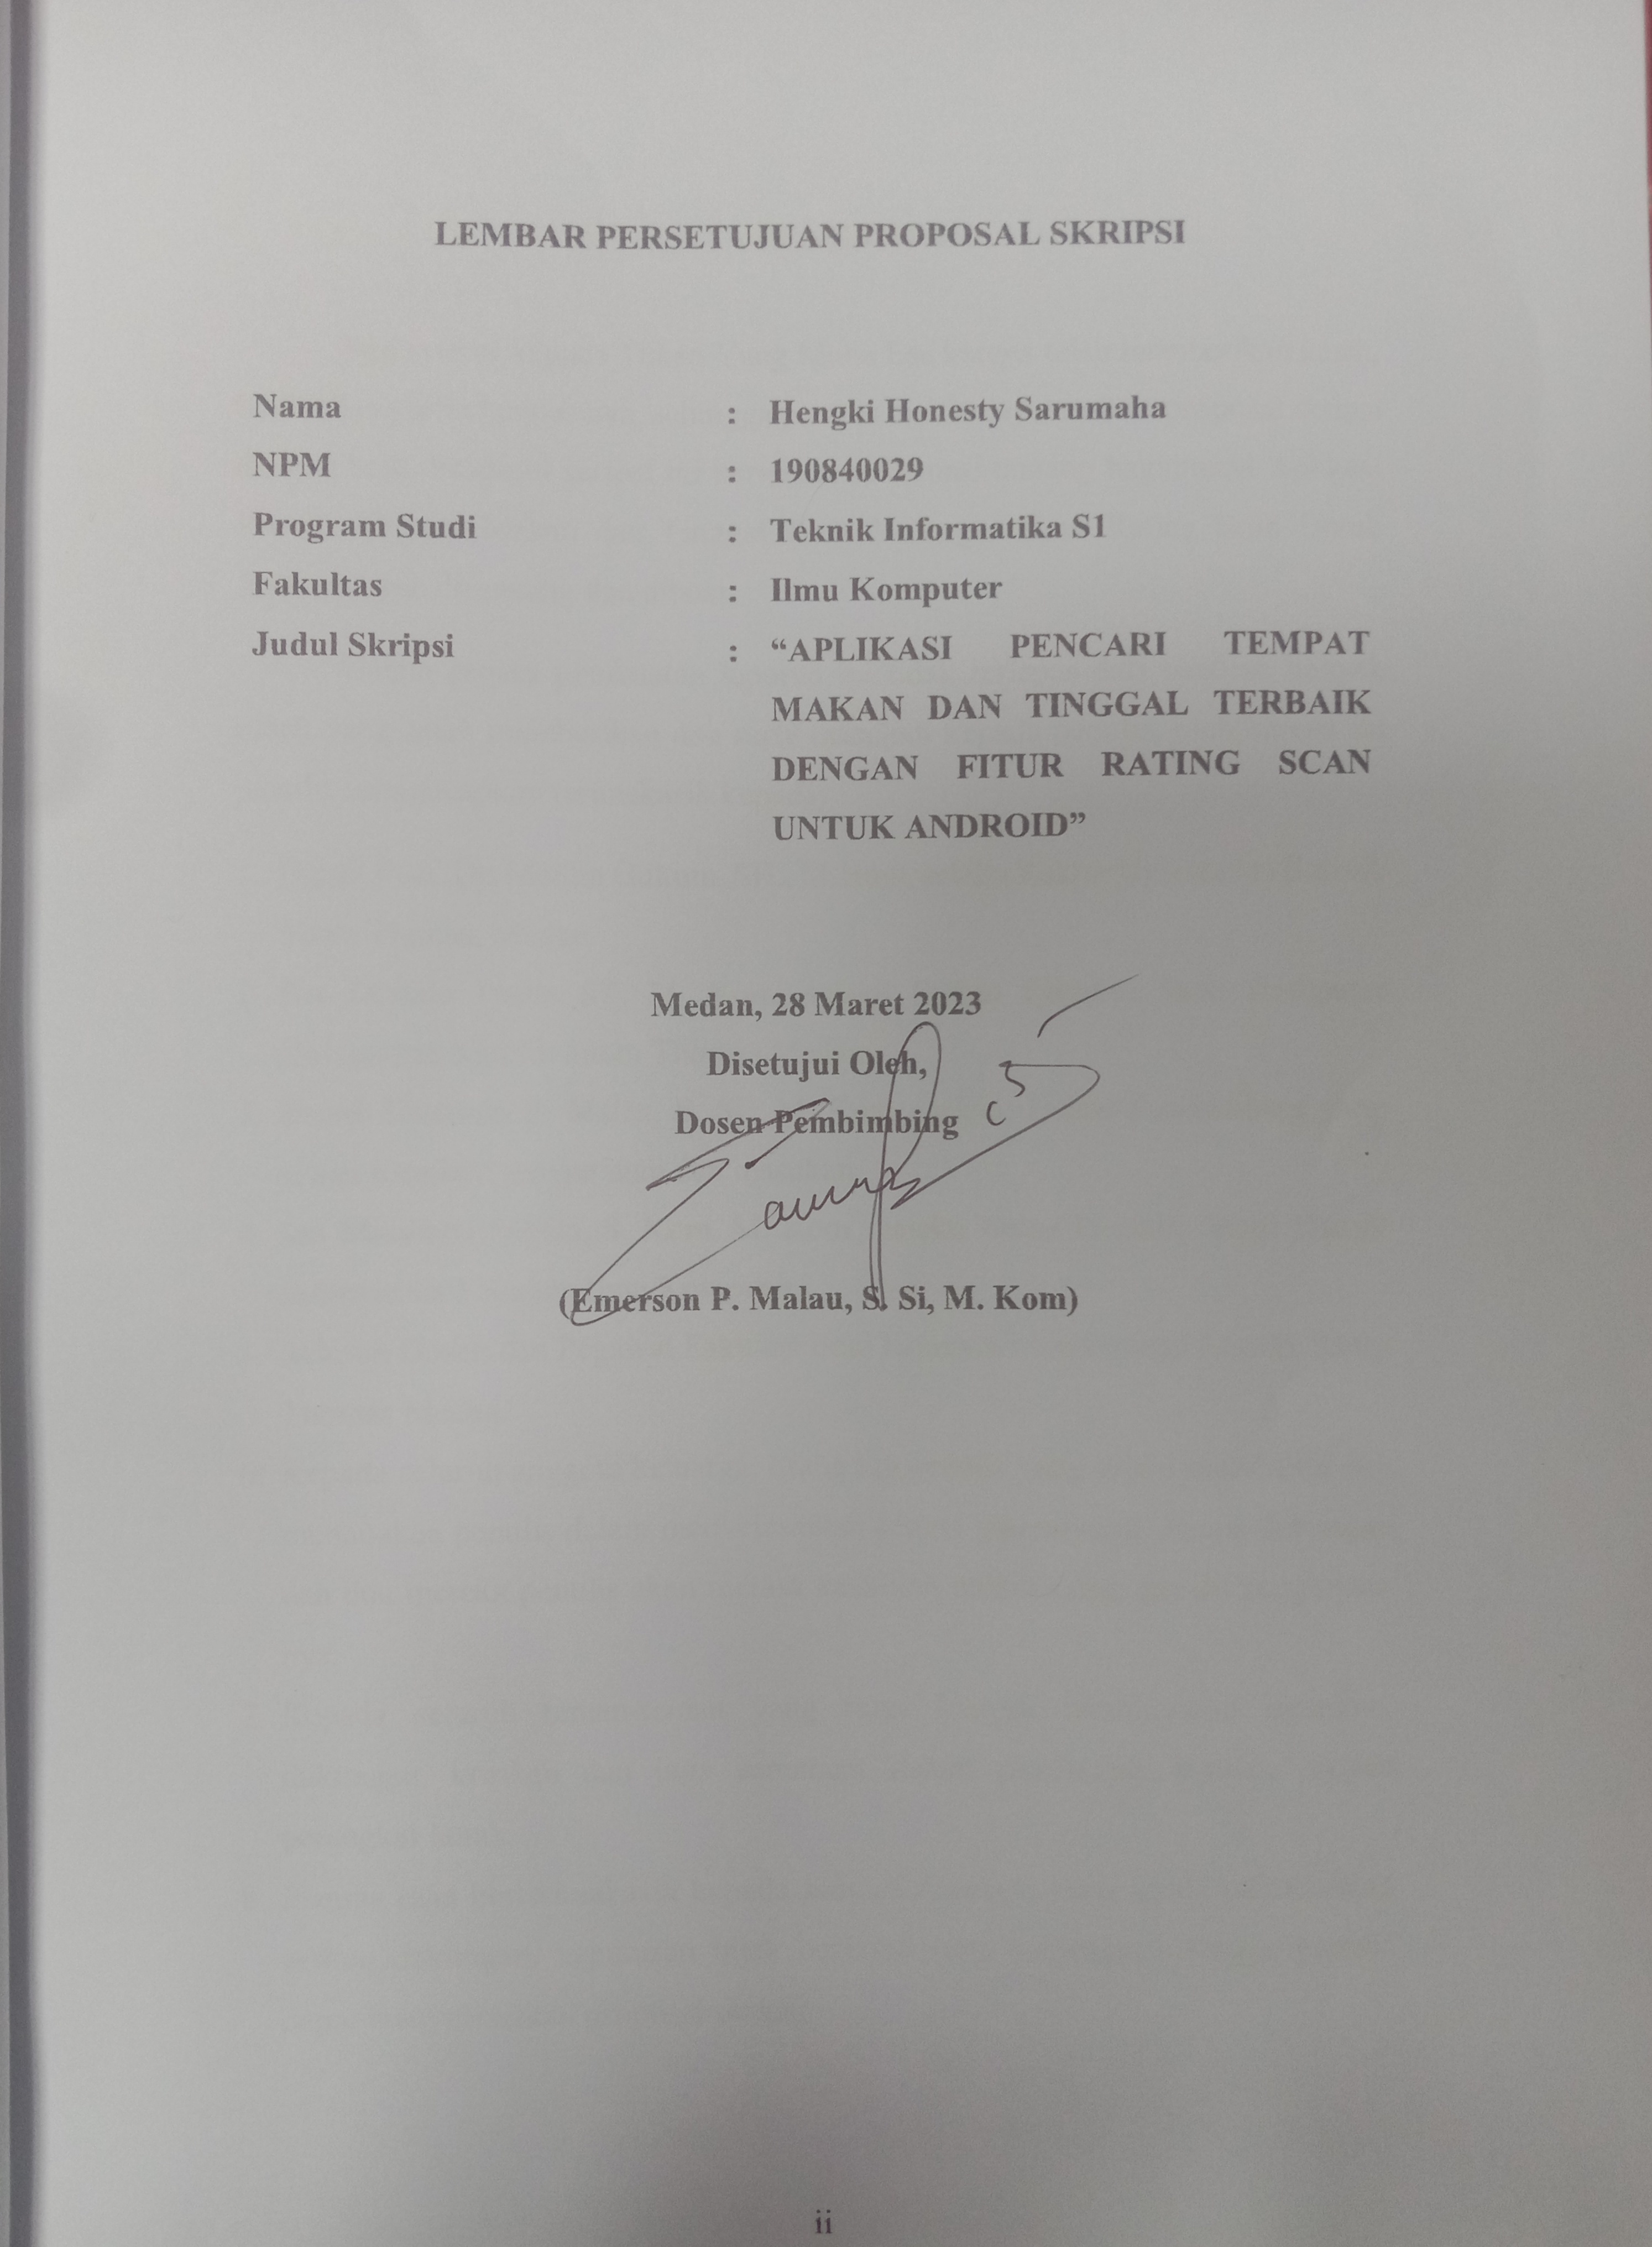 LEMBAR PERSETUJUAN PROPOSAL SKRIPSI
Nama : Hengki Honesty Sarumaha
NPM : 190840029
Program Studi : Teknik Informatika S1
Fakultas : Ilmu Komputer
Judul Skripsi : “APLIKASI PENCARI TEMPAT
MAKAN DAN TINGGAL TERBAIK
DENGAN FITUR RATING SCAN
UNTUK ANDROID”
Medan, 28 Maret 2023
Disetujui Oleh,
Dosen Pembimbing
(Emerson P. Malau, S. Si, M. Kom)
ii